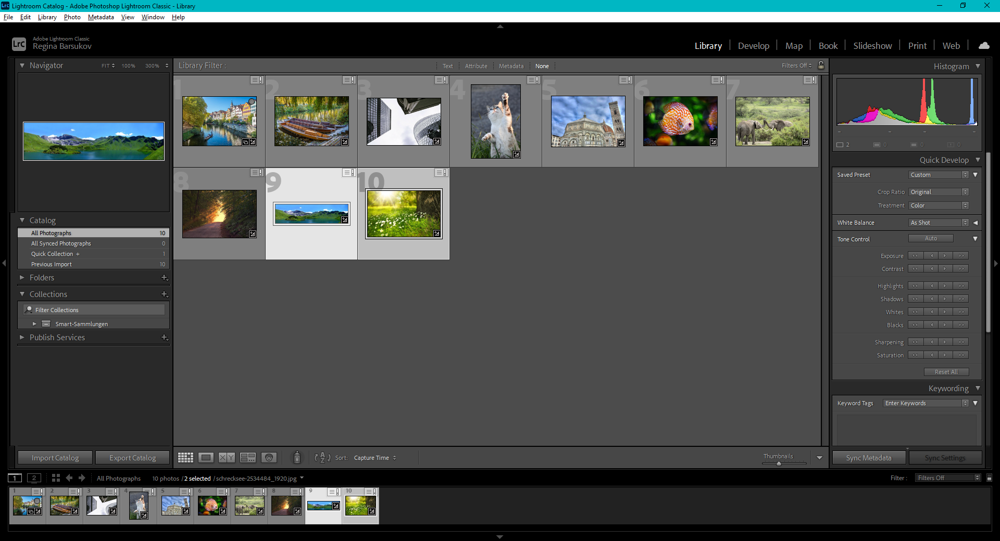 Lrc Lightroom Catalog - Adobe Photoshop Lightroom Classic - Library
File Edit Library Photo Metadata View Window Help
LrC
Adobe Lightroom Classic
Regina Barsukov
Library Develop Map Book Slideshow Print Web
Navigator FIT 100% 300%
Catalog
All Photographs 10
All Synced Photographs 0
Quick Collection + 1
Previous Import 10
Folders
Collections
Filter Collections
Smart-Sammlungen
Publish Services
Import Catalog Export Catalog
Library Filter : Text Attribute Metadata None Filters Off
1 2 3 4 5 6 7
8 9 10
XY
AZ Sort: Capture Time
Thumbnails
Histogram
2 0 0 0
Quick Develop
Saved Preset Custom
Crop Ratio Original
Treatment Color
White Balance As Shot
Tone Control Auto
Exposure
Contrast
Highlights
Shadows
Whites
Blacks
Sharpening
Saturation
Reset All
Keywording
Keyword Tags Enter Keywords
Sync Metadata Sync Settings
1 2 All Photographs 10 photos / 2 selected / schrecksee-2534484_1920.jpg Filter : Filters Off
1 2 3 4 5 6 7 8 9 10